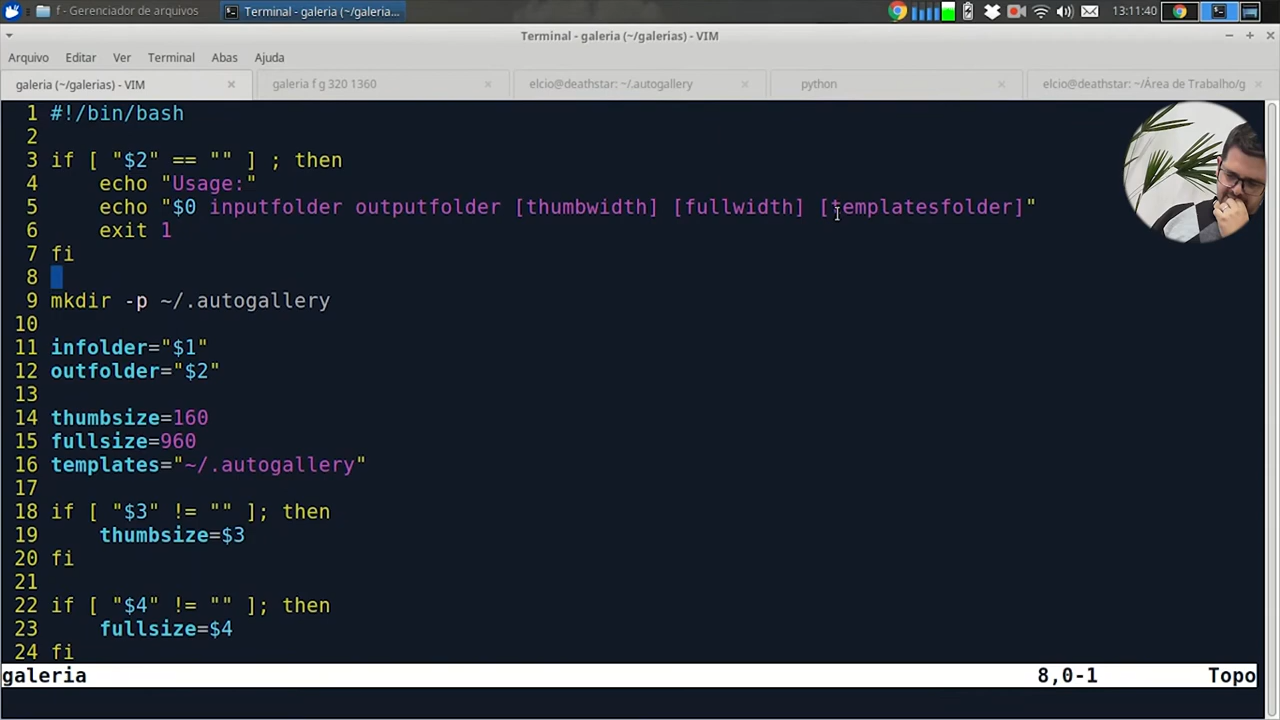 f - Gerenciador de arquivos
Terminal - galeria (~/galeria...
13:11:40
Terminal - galeria (~/galerias) - VIM
Arquivo Editar Ver Terminal Abas Ajuda
galeria (~/galerias) - VIM
galeria f g 320 1360
elcio@deathstar: ~/.autogallery
python
elcio@deathstar: ~/Área de Trabalho/g
1 #!/bin/bash
2
3 if [ "$2" == "" ] ; then
4     echo "Usage:"
5     echo "$0 inputfolder outputfolder [thumbwidth] [fullwidth] [templatesfolder]"
6     exit 1
7 fi
8
9 mkdir -p ~/.autogallery
10
11 infolder="$1"
12 outfolder="$2"
13
14 thumbsize=160
15 fullsize=960
16 templates="~/.autogallery"
17
18 if [ "$3" != "" ]; then
19     thumbsize=$3
20 fi
21
22 if [ "$4" != "" ]; then
23     fullsize=$4
24 fi
galeria 8,0-1 Topo